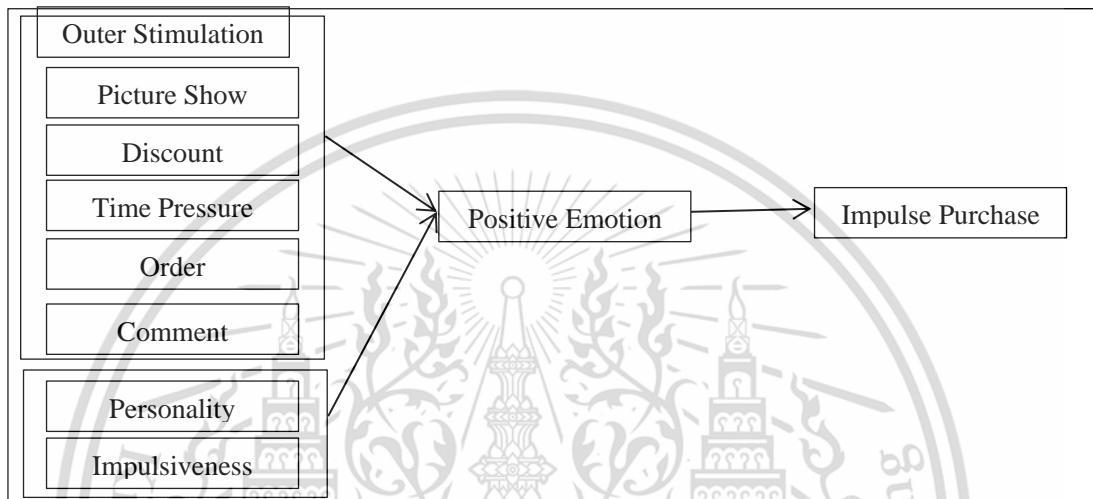 Outer Stimulation
Picture Show
Discount
Time Pressure
Order
Comment
Personality
Impulsiveness
Positive Emotion
Impulse Purchase